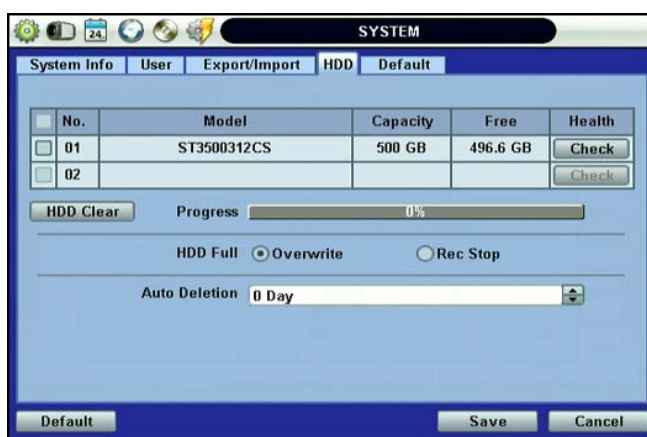 24
SYSTEM
System Info User Export/Import HDD Default
No. Model Capacity Free Health
01 ST3500312CS 500 GB 496.6 GB Check
02 Check
HDD Clear Progress 0%
HDD Full Overwrite Rec Stop
Auto Deletion 0 Day
Default Save Cancel